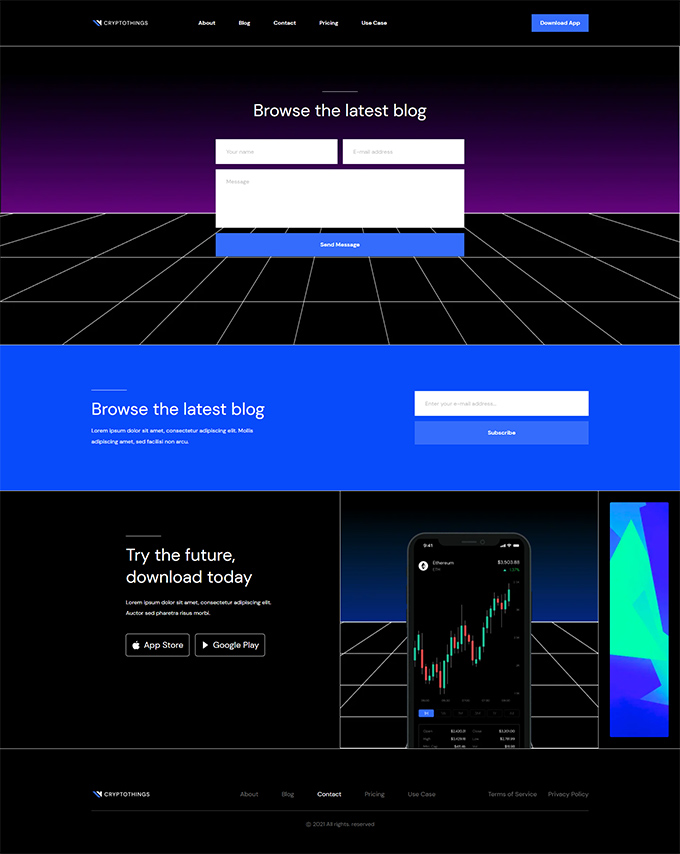 CRYPTOTHINGS
About Blog Contact Pricing Use Case
Download App
Browse the latest blog
Your name
E-mail address
Message
Send Message
Browse the latest blog
Lorem ipsum dolor sit amet, consectetur adipiscing elit. Mollis
adipiscing amet, sed facilisi non arcu.
Enter your e-mail address...
Subscribe
Try the future,
download today
Lorem ipsum dolor sit amet, consectetur adipiscing elit.
Auctor sed pharetra risus morbi.
App Store
Google Play
9:41
Ethereum
$3,503.83
ETH
Open
Close
High
Low
CRYPTOTHINGS
About Blog Contact Pricing Use Case
Terms of Service Privacy Policy
© 2021 All rights. reserved